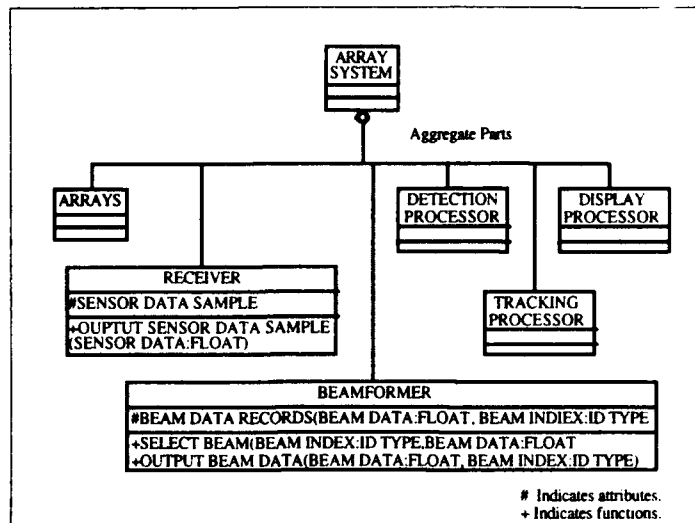 ARRAY
SYSTEM
Aggregate Parts
ARRAYS
DETECTION
PROCESSOR
DISPLAY
PROCESSOR
RECEIVER
#SENSOR DATA SAMPLE
+OUPTUT SENSOR DATA SAMPLE
(SENSOR DATA:FLOAT)
TRACKING
PROCESSOR
BEAMFORMER
#BEAM DATA RECORDS(BEAM DATA:FLOAT, BEAM INDIEX:ID TYPE
+SELECT BEAM(BEAM INDEX:ID TYPE,BEAM DATA:FLOAT
+OUTPUT BEAM DATA(BEAM DATA:FLOAT, BEAM INDEX:ID TYPE)
# Indicates attributes.
+ Indicates functions.